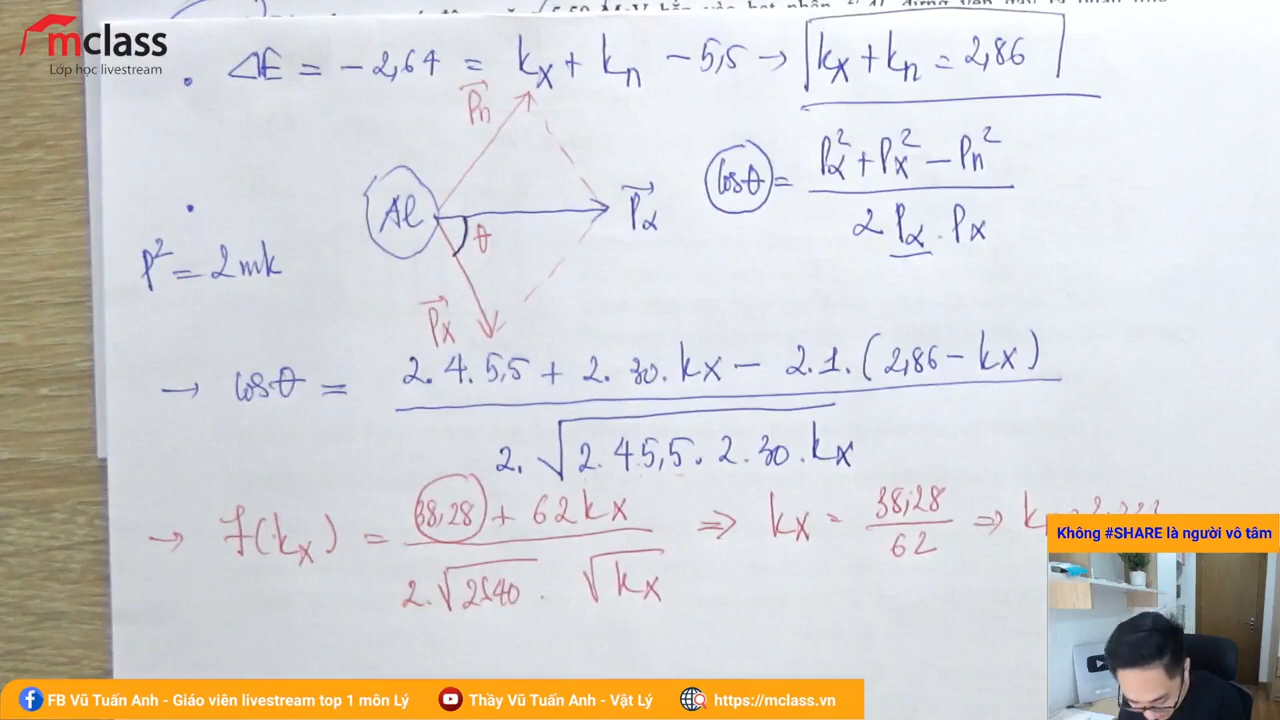 mclass
Lớp học livestream
ΔE = −2,64 = kx + kn − 5,5 → kx + kn = 2,86
Pn
Al
Pα
θ
Px
cosθ = (Pα² + Px² − Pn²) / (2 Pα . Px)
P² = 2mk
→ cosθ = (2. 4. 5,5 + 2. 30. kx − 2.1. (2,86 − kx)) / (2. √(2. 4 5,5. 2. 30. kx))
→ f(kx) = (38,28 + 62kx) / (2. √2640 . √kx) ⇒ kx = 38,28 / 62 ⇒
Không #SHARE là người vô tâm
FB Vũ Tuấn Anh - Giáo viên livestream top 1 môn Lý
Thầy Vũ Tuấn Anh - Vật Lý
https://mclass.vn